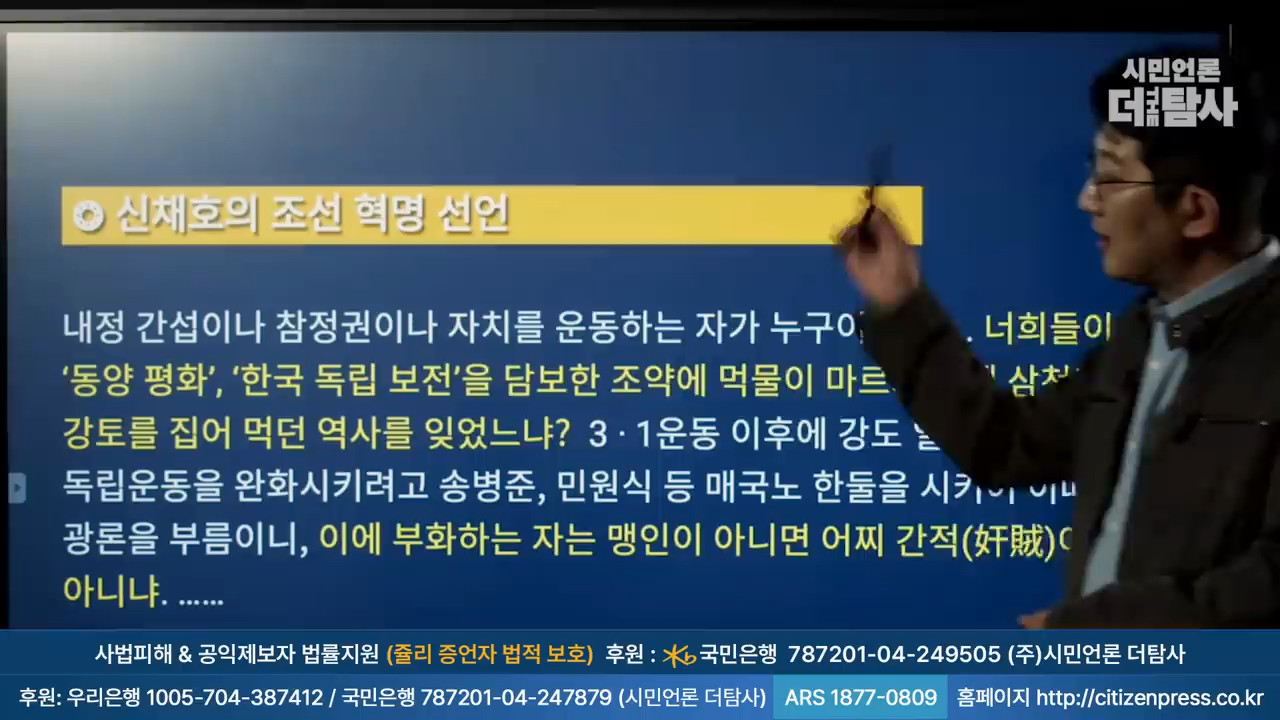 시민언론
더탐사
신채호의 조선 혁명 선언
내정 간섭이나 참정권이나 자치를 운동하는 자가 너희들이
‘동양 평화’, ‘한국 독립 보전’을 담보한 조약에 먹물이
강토를 집어 먹던 역사를 잊었느냐? 3·1운동 이후에 강도
독립운동을 완화시키려고 송병준, 민원식 등 매국노 한둘을
광론을 부름이니, 이에 부화하는 자는 맹인이 아니면 어찌 간적(奸賊)
아니냐. ……
사법피해 & 공익제보자 법률지원 (쥴리 증언자 법적 보호) 후원 : 국민은행 787201-04-249505 (주)시민언론 더탐사
후원: 우리은행 1005-704-387412 / 국민은행 787201-04-247879 (시민언론 더탐사) ARS 1877-0809 홈페이지 http://citizenpress.co.kr